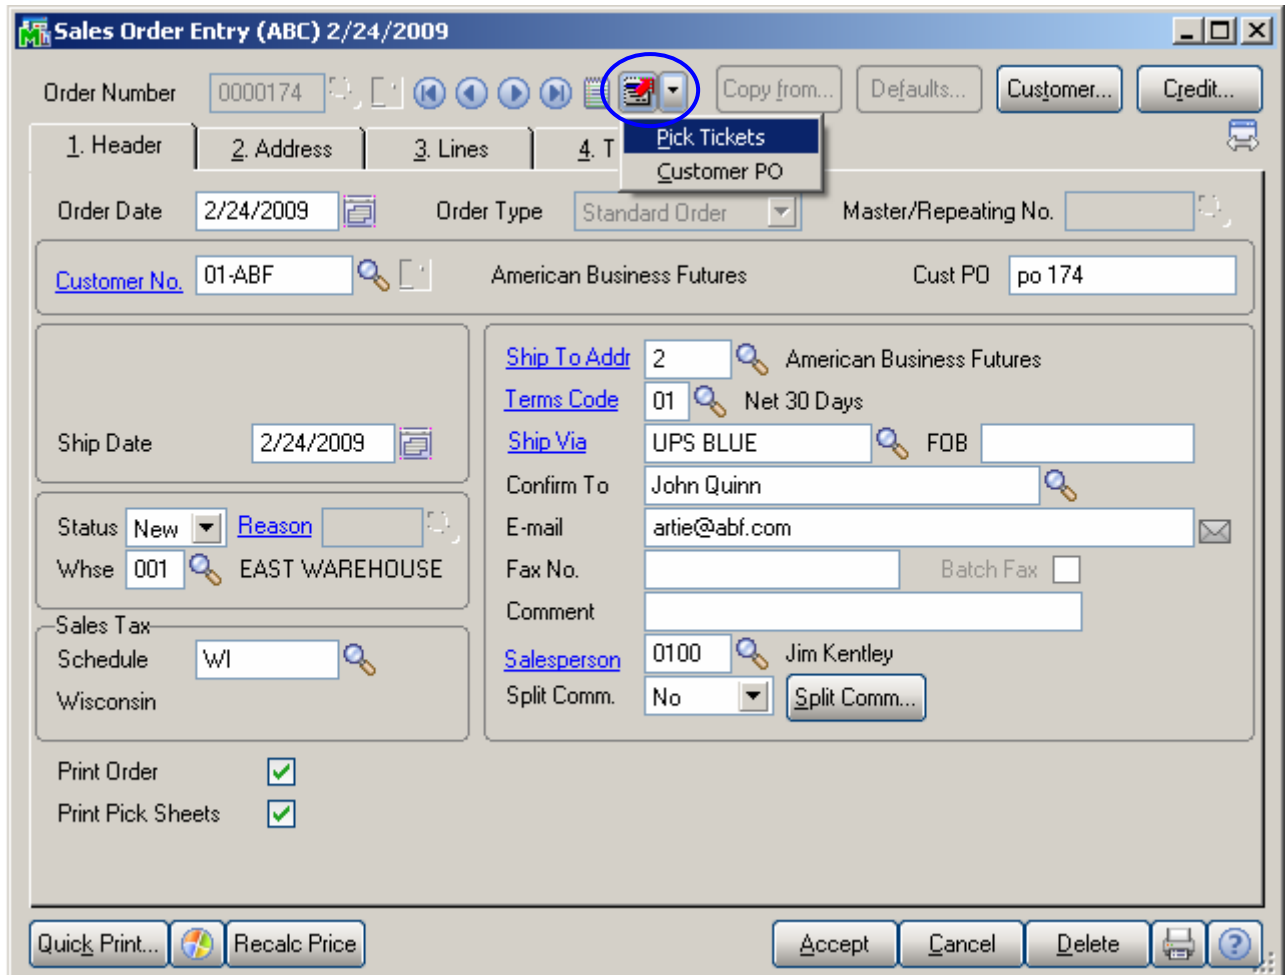 Sales Order Entry (ABC) 2/24/2009
Order Number 0000174 Copy from... Defaults... Customer... Credit...
Pick Tickets
Customer PO
1. Header 2. Address 3. Lines 4. T
Order Date 2/24/2009 Order Type Standard Order Master/Repeating No.
Customer No. 01-ABF American Business Futures Cust PO po 174
Ship To Addr 2 American Business Futures
Terms Code 01 Net 30 Days
Ship Date 2/24/2009 Ship Via UPS BLUE FOB
Confirm To John Quinn
Status New Reason E-mail artie@abf.com
Whse 001 EAST WAREHOUSE Fax No. Batch Fax
Comment
Sales Tax
Schedule WI Salesperson 0100 Jim Kentley
Wisconsin Split Comm. No Split Comm...
Print Order
Print Pick Sheets
Quick Print... Recalc Price Accept Cancel Delete